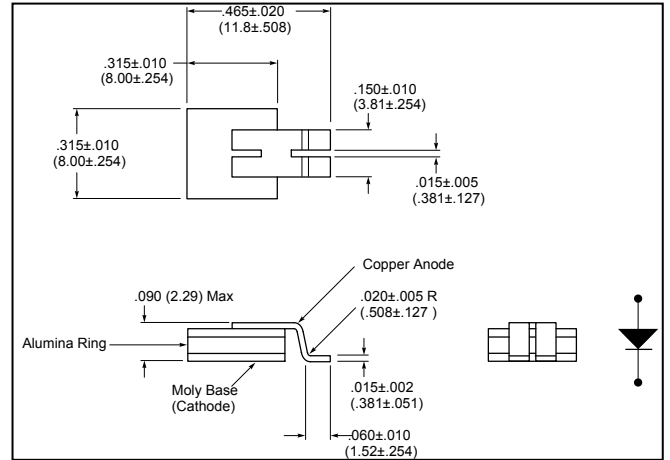 .465±.020
(11.8±.508)
.315±.010
(8.00±.254)
.150±.010
(3.81±.254)
.315±.010
(8.00±.254)
.015±.005
(.381±.127)
Copper Anode
.090 (2.29) Max
.020±.005 R
(.508±.127 )
Alumina Ring
Moly Base
(Cathode)
.015±.002
(.381±.051)
.060±.010
(1.52±.254)